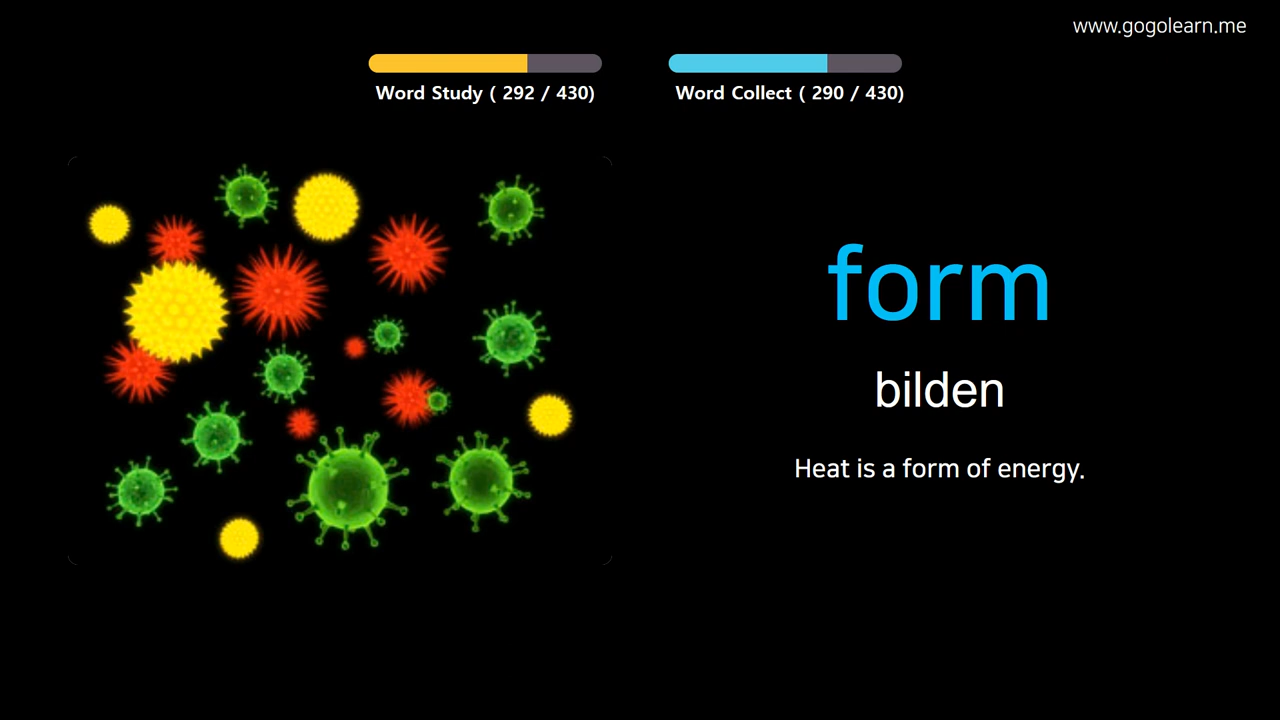 www.gogolearn.me
Word Study ( 292 / 430)
Word Collect ( 290 / 430)
form
bilden
Heat is a form of energy.